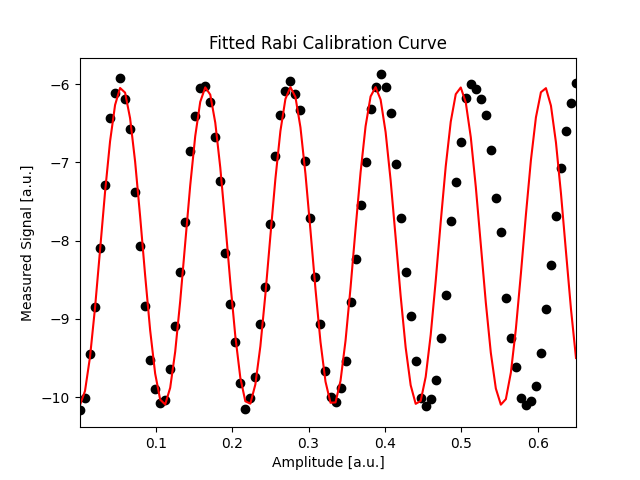 Fitted Rabi Calibration Curve
Measured Signal [a.u.]
−6
−7
−8
−9
−10
0.1 0.2 0.3 0.4 0.5 0.6
Amplitude [a.u.]